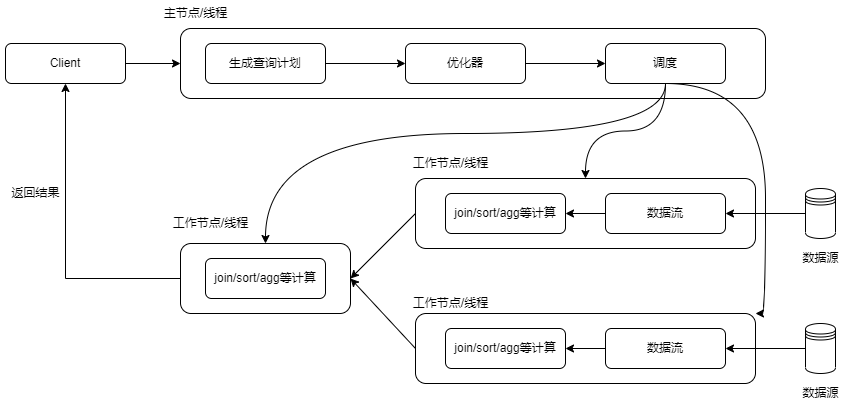 主节点/线程
Client
生成查询计划
优化器
调度
工作节点/线程
返回结果
join/sort/agg等计算
数据流
工作节点/线程
数据源
join/sort/agg等计算
工作节点/线程
join/sort/agg等计算
数据流
数据源